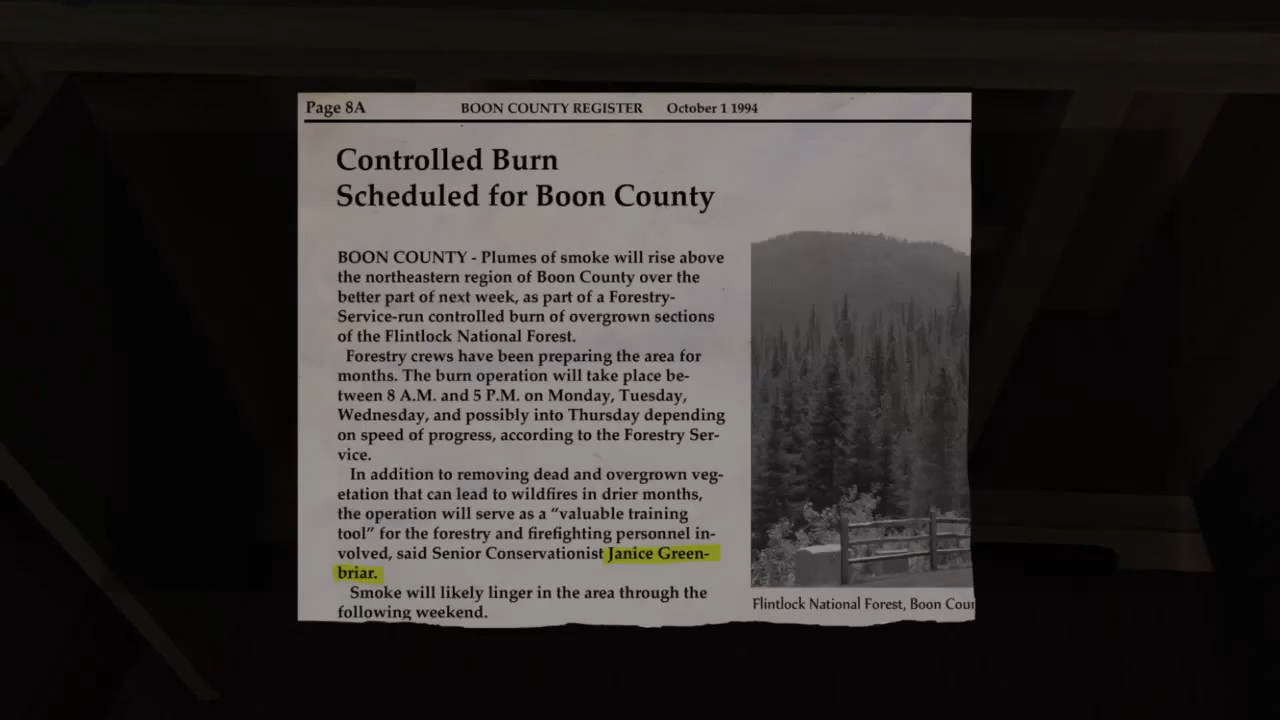 Page 8A BOON COUNTY REGISTER October 1 1994
Controlled Burn
Scheduled for Boon County
BOON COUNTY - Plumes of smoke will rise above
the northeastern region of Boon County over the
better part of next week, as part of a Forestry-
Service-run controlled burn of overgrown sections
of the Flintlock National Forest.
Forestry crews have been preparing the area for
months. The burn operation will take place be-
tween 8 A.M. and 5 P.M. on Monday, Tuesday,
Wednesday, and possibly into Thursday depending
on speed of progress, according to the Forestry Ser-
vice.
In addition to removing dead and overgrown veg-
etation that can lead to wildfires in drier months,
the operation will serve as a “valuable training
tool” for the forestry and firefighting personnel in-
volved, said Senior Conservationist Janice Green-
briar.
Smoke will likely linger in the area through the
following weekend.
Flintlock National Forest, Boon Coun